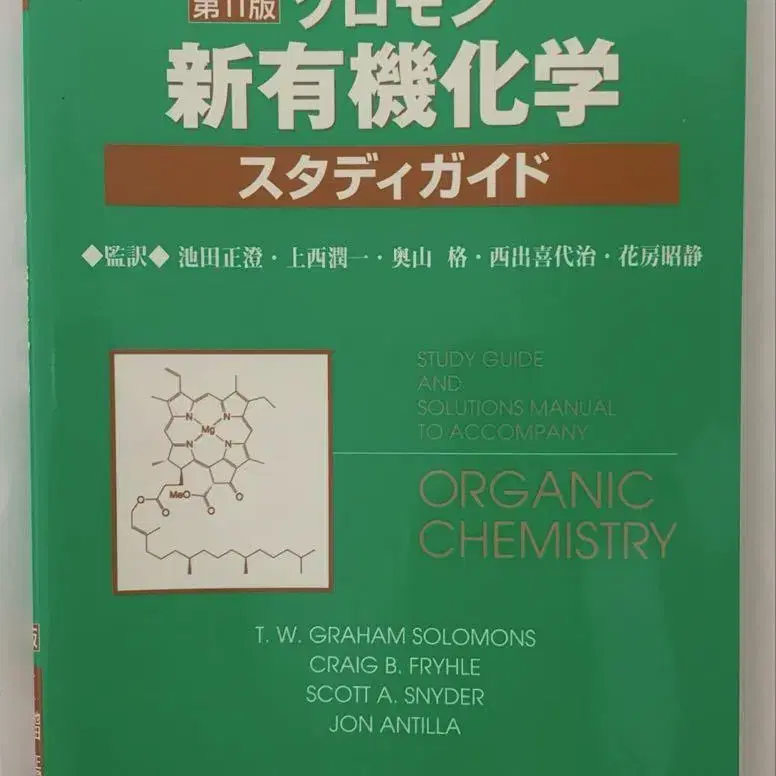 第11版 ソロモン
新有機化学
スタディガイド
◆監訳◆ 池田正澄・上西潤一・奥山 格・西出喜代治・花房昭静
STUDY GUIDE
AND
SOLUTIONS MANUAL
TO ACCOMPANY
ORGANIC
CHEMISTRY
N
N
Mg
N
N
O
O
MeO
O
O
T. W. GRAHAM SOLOMONS
CRAIG B. FRYHLE
SCOTT A. SNYDER
JON ANTILLA
版